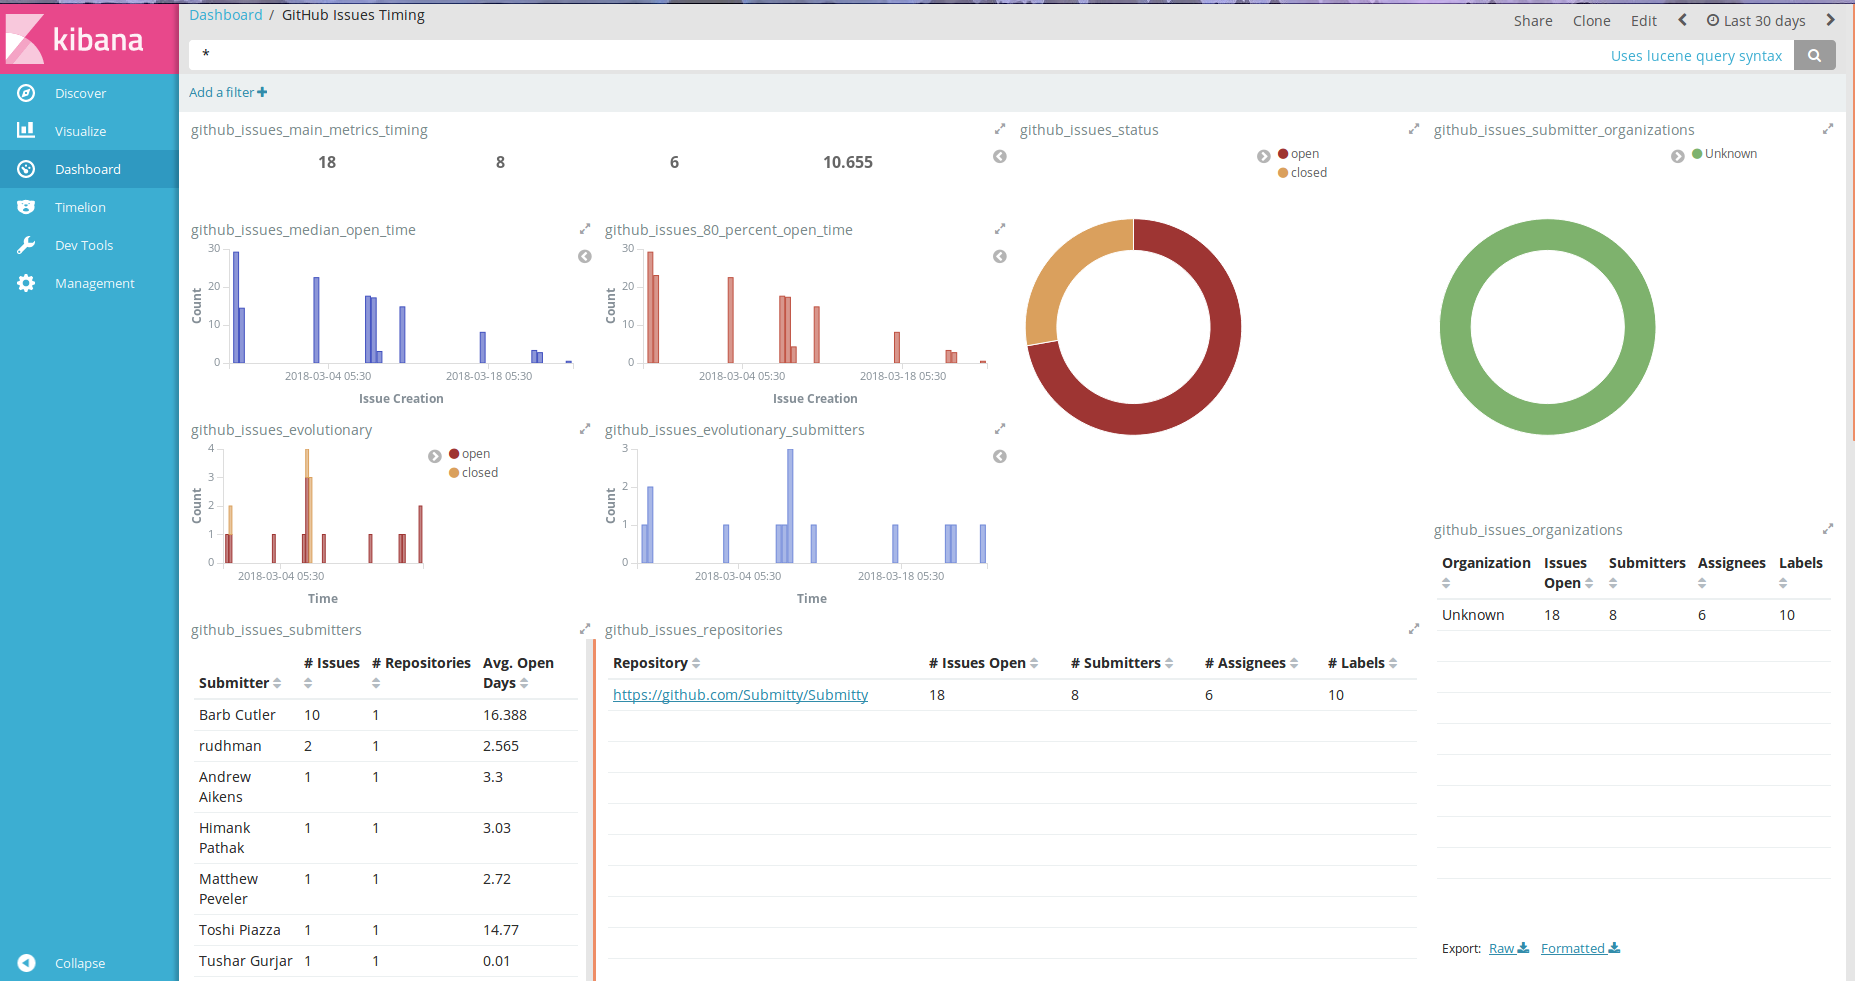 kibana
Discover
Visualize
Dashboard
Timelion
Dev Tools
Management
Collapse
Dashboard / GitHub Issues Timing
Share Clone Edit Last 30 days
*
Uses lucene query syntax
Add a filter +
github_issues_main_metrics_timing
18 8 6 10.655
github_issues_status
open
closed
github_issues_submitter_organizations
Unknown
github_issues_median_open_time
30
20
10
0
Count
2018-03-04 05:30 2018-03-18 05:30
Issue Creation
github_issues_80_percent_open_time
30
20
10
0
Count
2018-03-04 05:30 2018-03-18 05:30
Issue Creation
github_issues_evolutionary
4
3
2
1
0
Count
open
closed
2018-03-04 05:30
Time
github_issues_evolutionary_submitters
3
2
1
0
Count
2018-03-04 05:30 2018-03-18 05:30
Time
github_issues_organizations
Organization Issues Open Submitters Assignees Labels
Unknown 18 8 6 10
Export: Raw Formatted
github_issues_submitters
Submitter # Issues # Repositories Avg. Open Days
Barb Cutler 10 1 16.388
rudhman 2 1 2.565
Andrew Aikens 1 1 3.3
Himank Pathak 1 1 3.03
Matthew Peveler 1 1 2.72
Toshi Piazza 1 1 14.77
Tushar Gurjar 1 1 0.01
github_issues_repositories
Repository # Issues Open # Submitters # Assignees # Labels
https://github.com/Submitty/Submitty 18 8 6 10